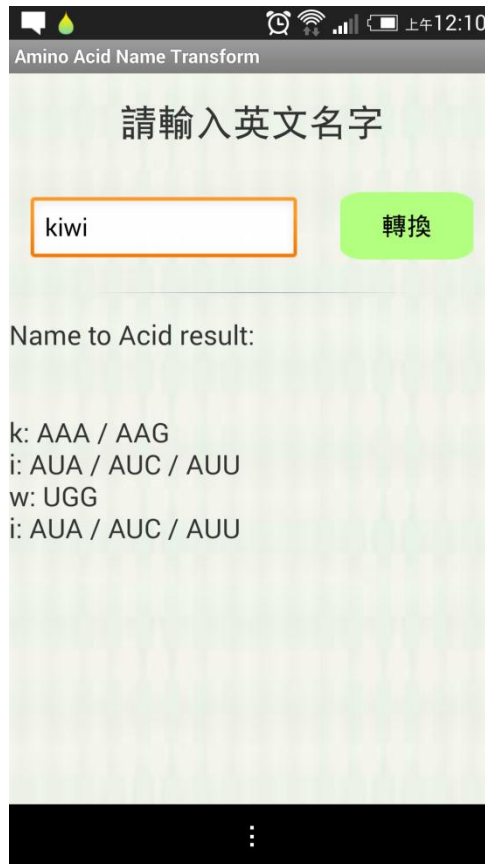 上午12:10
Amino Acid Name Transform
請輸入英文名字
kiwi 轉換
Name to Acid result:
k: AAA / AAG
i: AUA / AUC / AUU
w: UGG
i: AUA / AUC / AUU